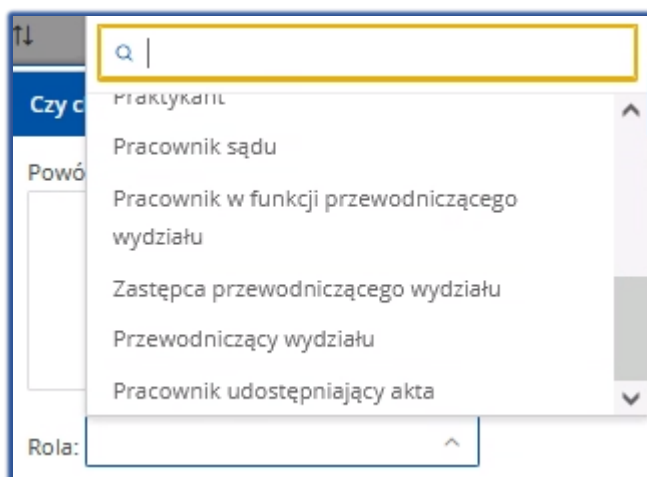 Czy c
Praktykant
Pracownik sądu
Powó
Pracownik w funkcji przewodniczącego
wydziału
Zastępca przewodniczącego wydziału
Przewodniczący wydziału
Pracownik udostępniający akta
Rola: